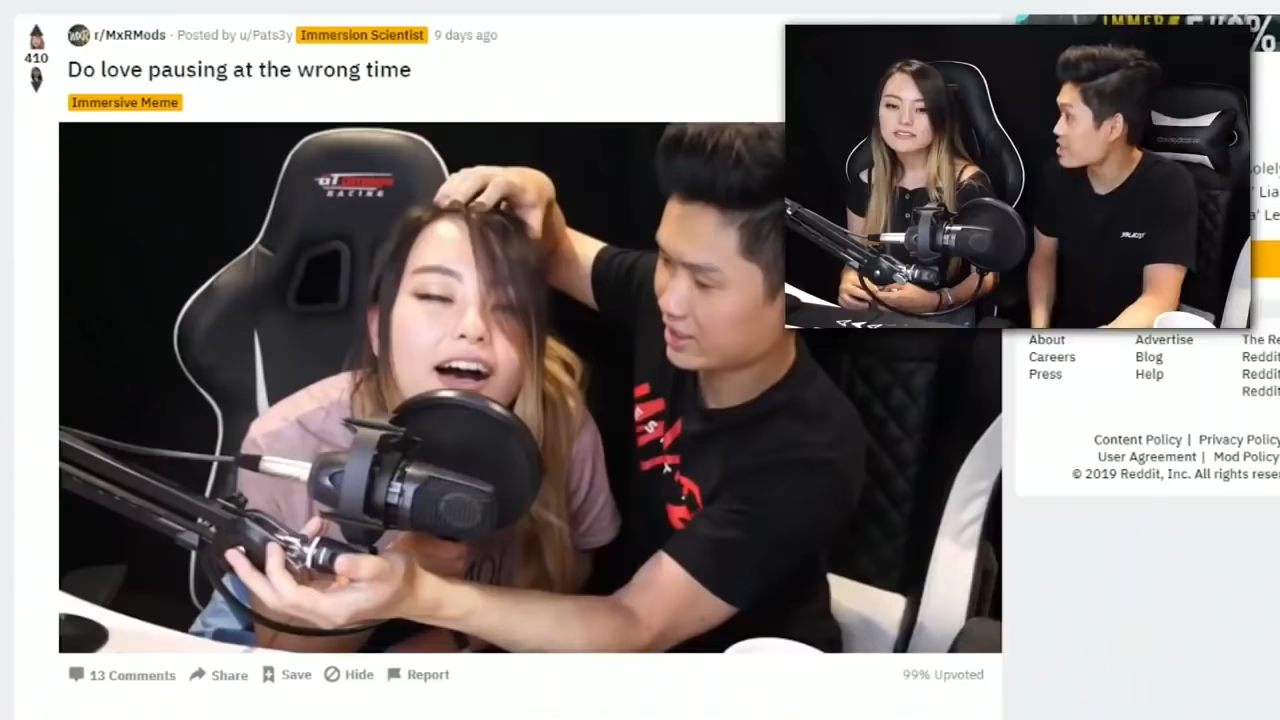 r/MxRMods · Posted by u/Pats3y Immersion Scientist 9 days ago
410
Do love pausing at the wrong time
Immersive Meme
RACING
13 Comments Share Save Hide Report
99% Upvoted
About Advertise
Careers Blog
Press Help
Content Policy | Privacy Policy
User Agreement | Mod Policy
© 2019 Reddit, Inc. All rights